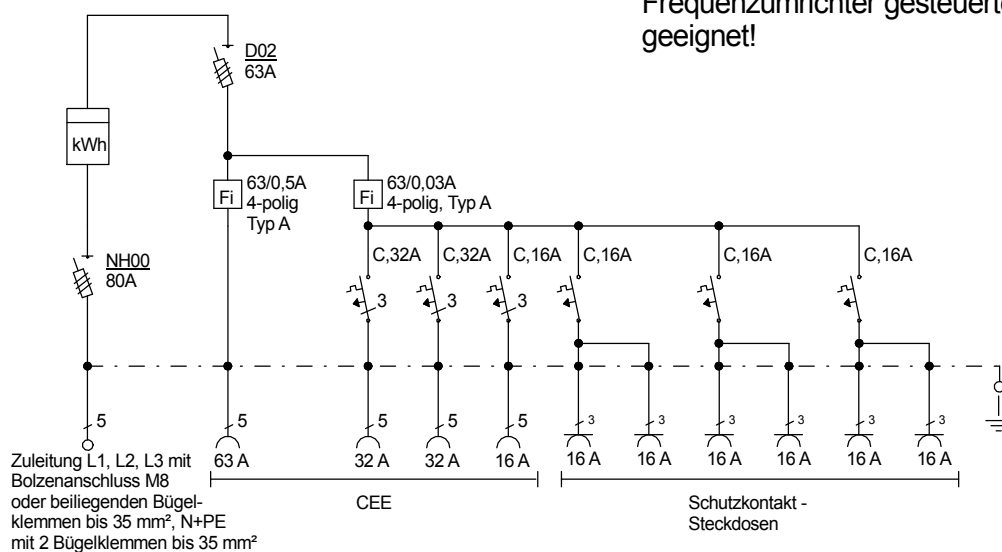 Frequenzumrichter gesteuerte
geeignet!
D02
63A
kWh
Fi
63/0,5A
4-polig
Typ A
Fi
63/0,03A
4-polig, Typ A
NH00
80A
C,32A
C,32A
C,16A
C,16A
C,16A
C,16A
3
3
3
5
5
5
5
5
3
3
3
3
3
3
63 A
32 A
32 A
16 A
16 A
16 A
16 A
16 A
16 A
16 A
Zuleitung L1, L2, L3 mit
Bolzenanschluss M8
oder beiliegenden Bügel-
klemmen bis 35 mm², N+PE
mit 2 Bügelklemmen bis 35 mm²
CEE
Schutzkontakt -
Steckdosen